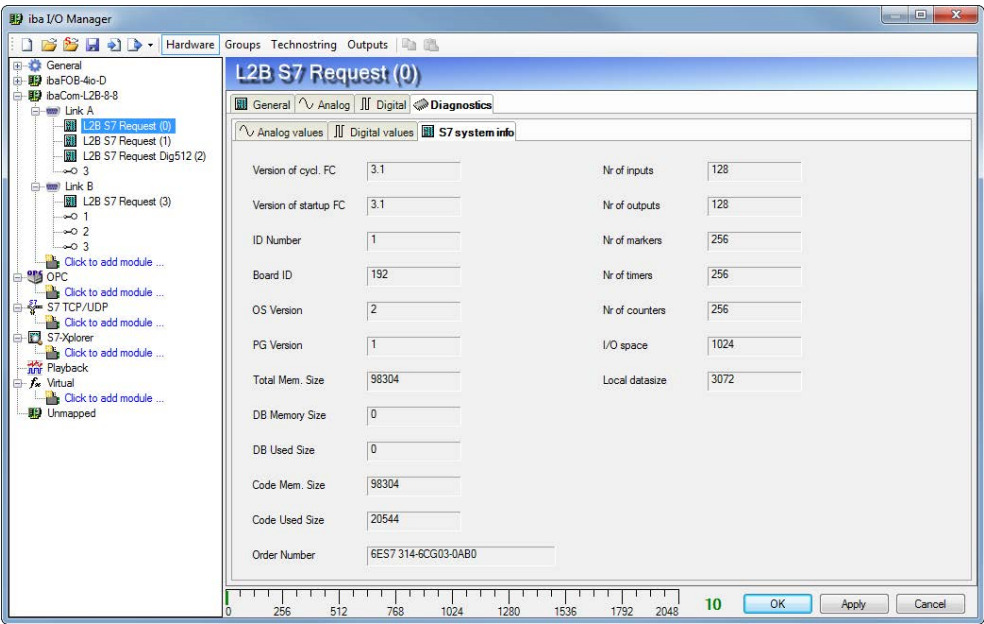 iba I/O Manager
Hardware Groups Technostring Outputs
General
ibaFOB-4io-D
ibaCom-L2B-8-8
Link A
L2B S7 Request (0)
L2B S7 Request (1)
L2B S7 Request Dig512 (2)
3
Link B
L2B S7 Request (3)
1
2
3
Click to add module ...
OPC
Click to add module ...
S7 TCP/UDP
Click to add module ...
S7-Xplorer
Click to add module ...
Playback
Virtual
Click to add module ...
Unmapped
L2B S7 Request (0)
General Analog Digital Diagnostics
Analog values Digital values S7 system info
Version of cycl. FC 3.1 Nr of inputs 128
Version of startup FC 3.1 Nr of outputs 128
ID Number 1 Nr of markers 256
Board ID 192 Nr of timers 256
OS Version 2 Nr of counters 256
PG Version 1 I/O space 1024
Total Mem. Size 98304 Local datasize 3072
DB Memory Size 0
DB Used Size 0
Code Mem. Size 98304
Code Used Size 20544
Order Number 6ES7 314-6CG03-0AB0
0 256 512 768 1024 1280 1536 1792 2048 10 OK Apply Cancel